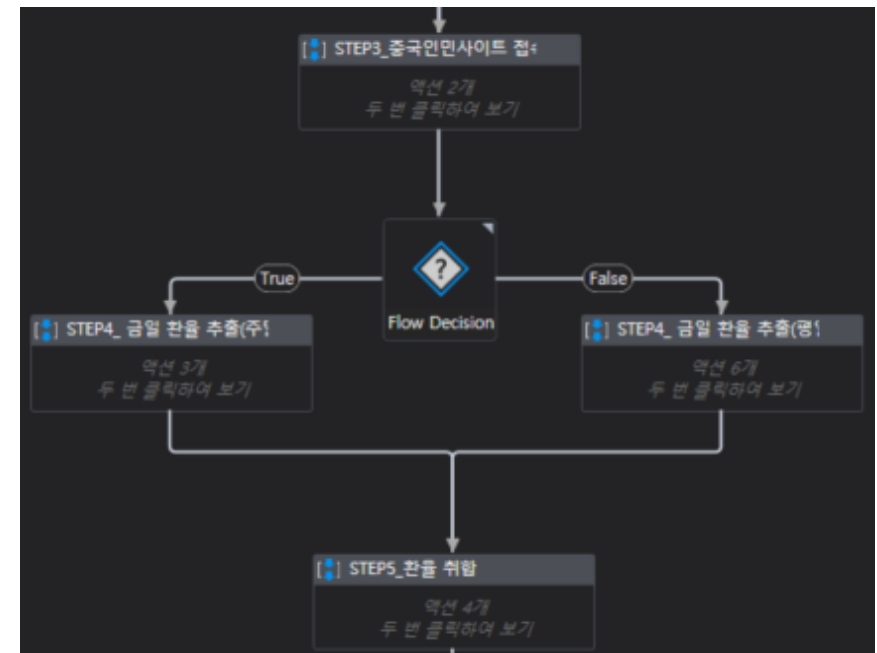 STEP3_중국인민사이트 접
액션 2개
두 번 클릭하여 보기
True
False
?
Flow Decision
STEP4_ 금일 환율 추출(주
액션 3개
두 번 클릭하여 보기
STEP4_ 금일 환율 추출(평
액션 6개
두 번 클릭하여 보기
STEP5_환율 취합
액션 4개
두 번 클릭하여 보기